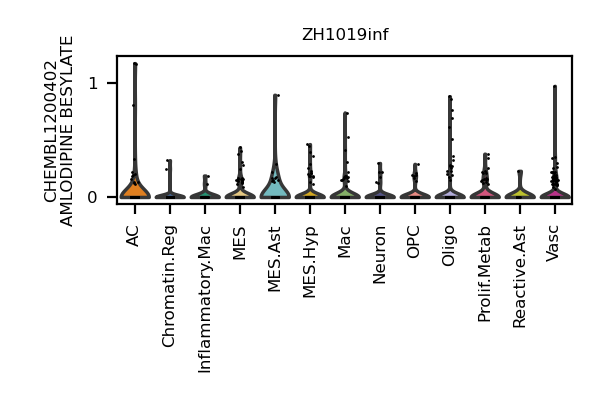 ZH1019inf
CHEMBL1200402
AMLODIPINE BESYLATE
1
0
AC
Chromatin.Reg
Inflammatory.Mac
MES
MES.Ast
MES.Hyp
Mac
Neuron
OPC
Oligo
Prolif.Metab
Reactive.Ast
Vasc